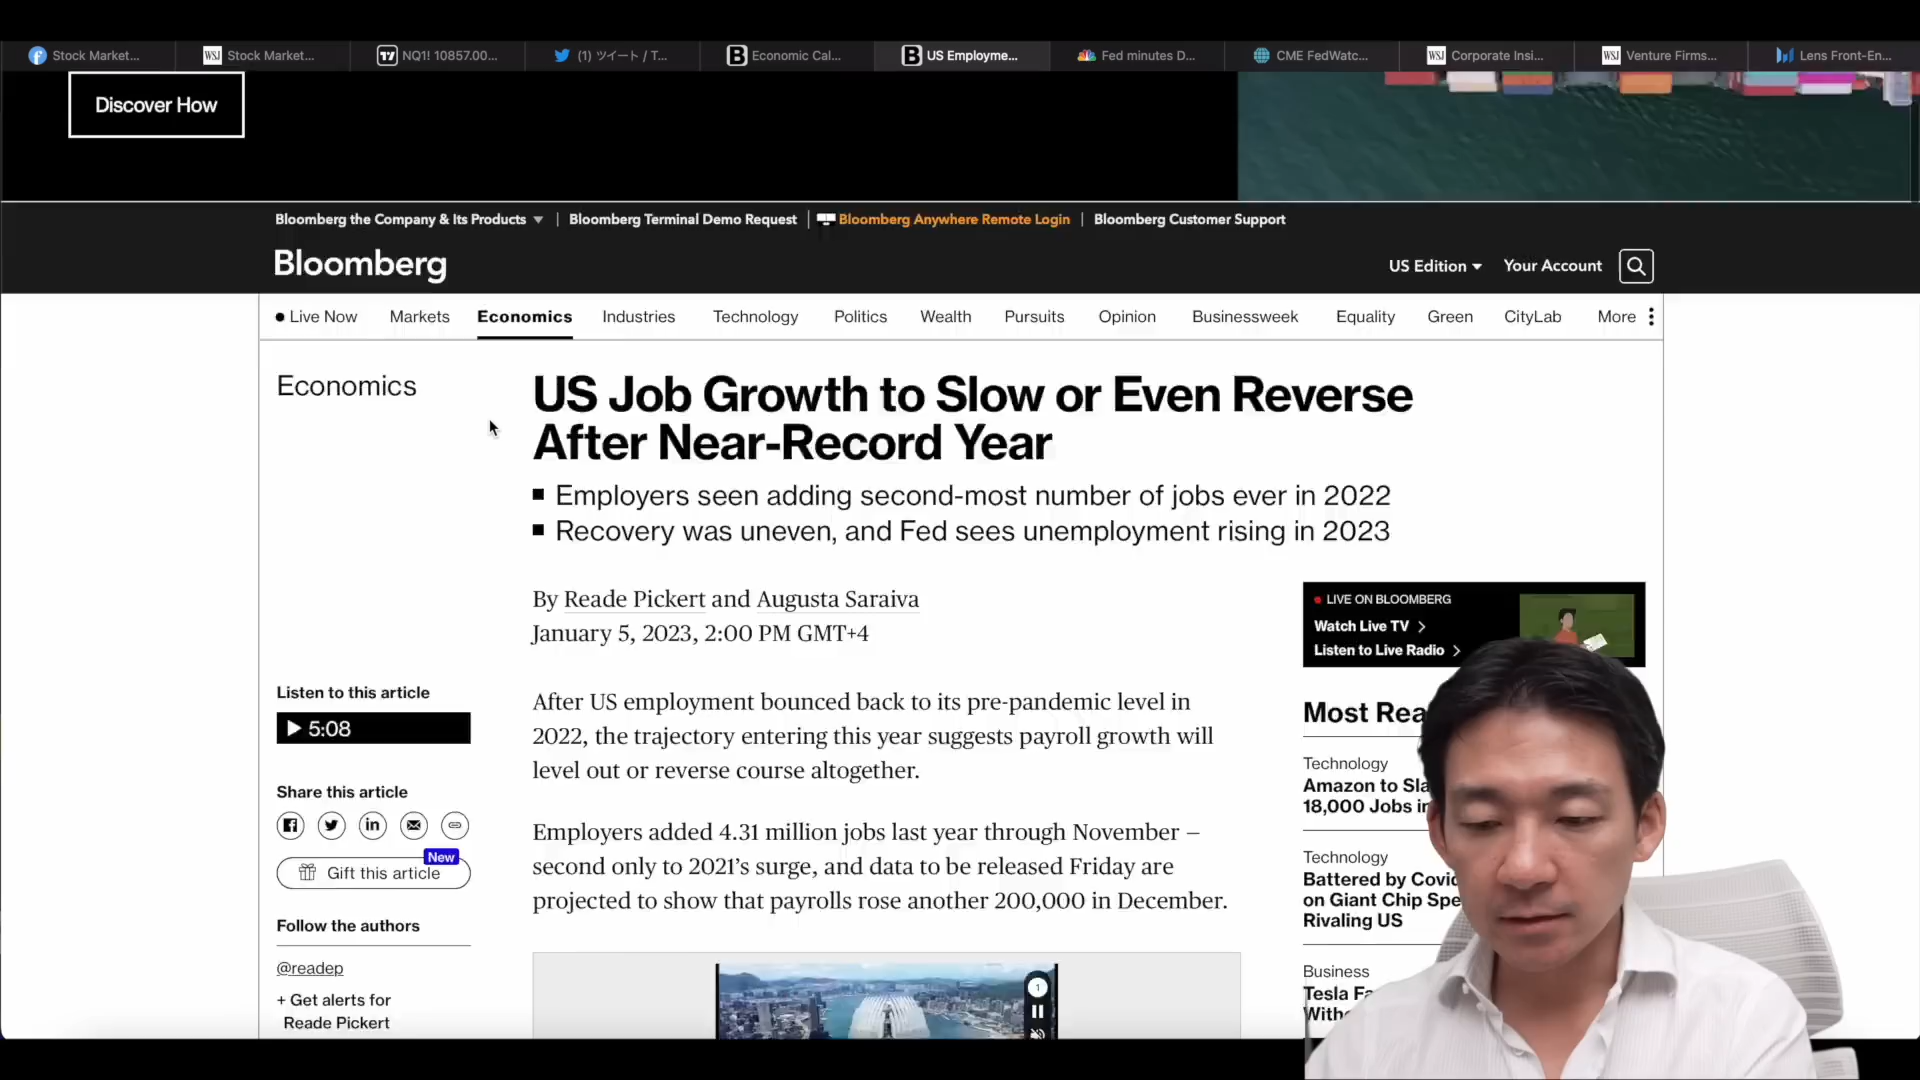 Stock Market...
WSJ Stock Market...
NQ1! 10857.00...
(1) ツイート / T...
B Economic Cal...
B US Employme...
Fed minutes D...
CME FedWatc...
WSJ Corporate Insi...
WSJ Venture Firms...
Lens Front-En...
Discover How
Bloomberg the Company & Its Products | Bloomberg Terminal Demo Request | Bloomberg Anywhere Remote Login | Bloomberg Customer Support
Bloomberg
US Edition Your Account
Live Now Markets Economics Industries Technology Politics Wealth Pursuits Opinion Businessweek Equality Green CityLab More
Economics
US Job Growth to Slow or Even Reverse
After Near-Record Year
Employers seen adding second-most number of jobs ever in 2022
Recovery was uneven, and Fed sees unemployment rising in 2023
By Reade Pickert and Augusta Saraiva
January 5, 2023, 2:00 PM GMT+4
Listen to this article
5:08
Share this article
New
Gift this article
Follow the authors
@readep
+ Get alerts for
Reade Pickert
After US employment bounced back to its pre-pandemic level in
2022, the trajectory entering this year suggests payroll growth will
level out or reverse course altogether.
Employers added 4.31 million jobs last year through November –
second only to 2021’s surge, and data to be released Friday are
projected to show that payrolls rose another 200,000 in December.
1
LIVE ON BLOOMBERG
Watch Live TV
Listen to Live Radio
Most Rea
Technology
Amazon to Sla
18,000 Jobs in
Technology
Battered by Covid
on Giant Chip Spe
Rivaling US
Business
Tesla Fa
With